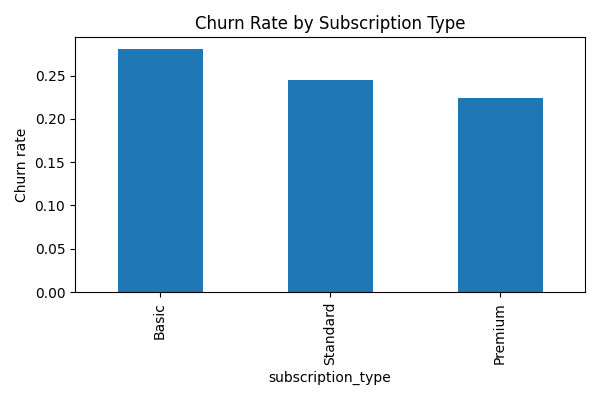 Churn Rate by Subscription Type
Churn rate
0.25
0.20
0.15
0.10
0.05
0.00
Basic
Standard
Premium
subscription_type